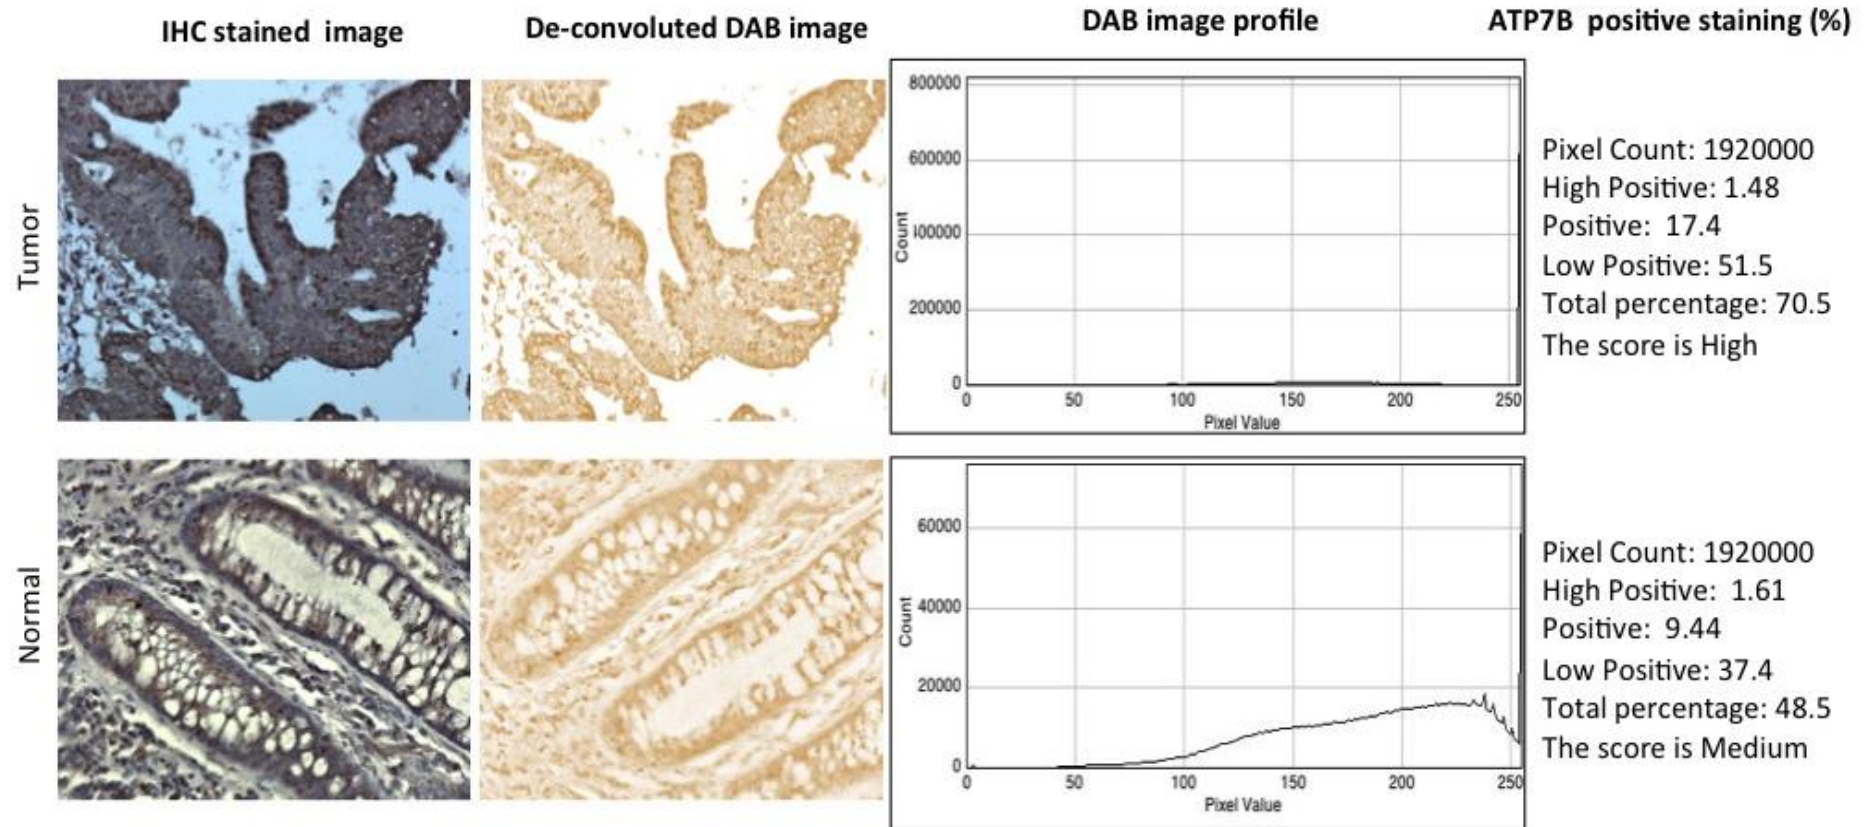 IHC stained image
De-convoluted DAB image
DAB image profile
ATP7B positive staining (%)
Tumor
800000
600000
400000
200000
0
Count
0 50 100 150 200 250
Pixel Value
Pixel Count: 1920000
High Positive: 1.48
Positive: 17.4
Low Positive: 51.5
Total percentage: 70.5
The score is High
Normal
60000
40000
20000
0
Count
0 50 100 150 200 250
Pixel Value
Pixel Count: 1920000
High Positive: 1.61
Positive: 9.44
Low Positive: 37.4
Total percentage: 48.5
The score is Medium